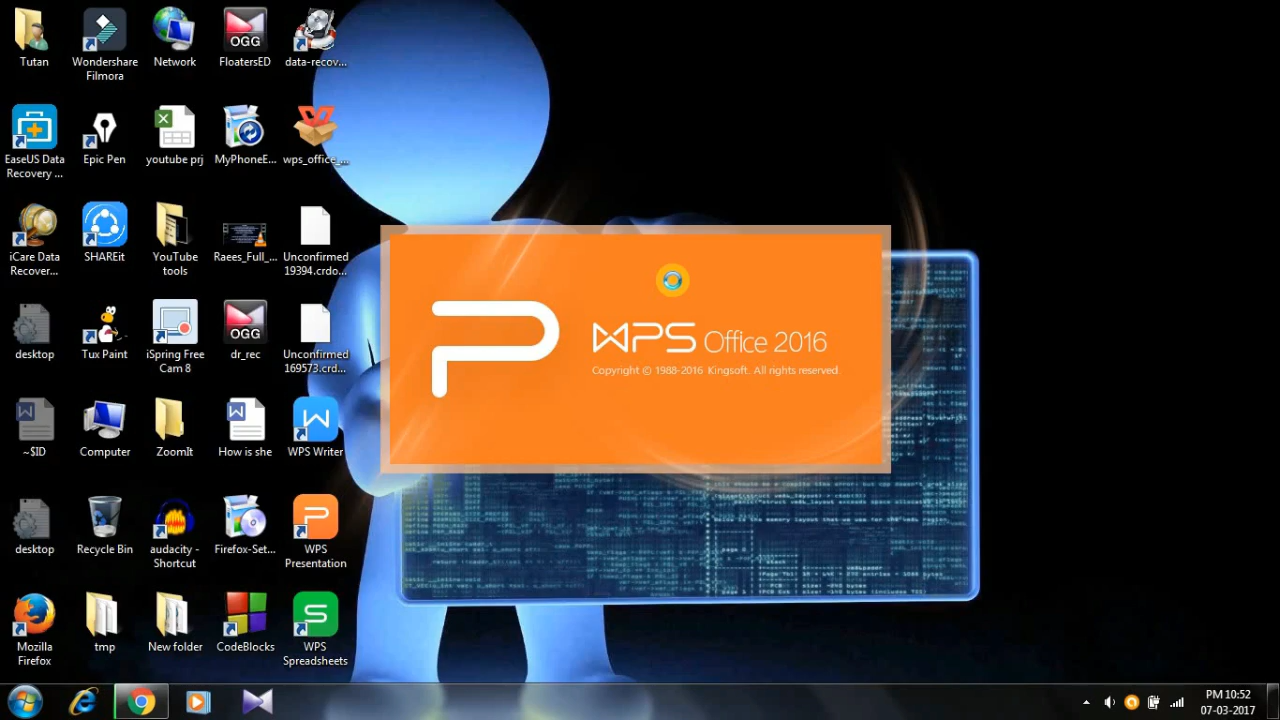 Tutan
Wondershare
Filmora
Network
OGG
FloatersED
data-recov...
EaseUS Data
Recovery ...
Epic Pen
youtube prj
MyPhoneE...
wps_office_...
iCare Data
Recover...
SHAREit
YouTube
tools
Raees_Full_...
Unconfirmed
19394.crdo...
desktop
Tux Paint
iSpring Free
Cam 8
OGG
dr_rec
Unconfirmed
169573.crd...
~$ID
Computer
ZoomIt
How is she
WPS Writer
desktop
Recycle Bin
audacity -
Shortcut
Firefox-Set...
WPS
Presentation
Mozilla
Firefox
tmp
New folder
CodeBlocks
WPS
Spreadsheets
P
WPS Office 2016
Copyright © 1988-2016 Kingsoft. All rights reserved.
PM 10:52
07-03-2017